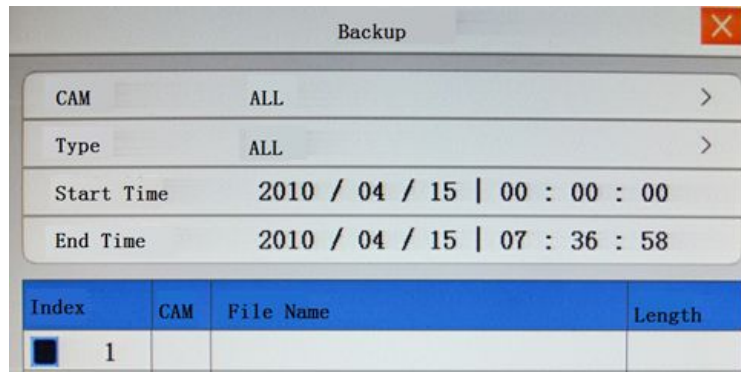 Backup
CAM ALL >
Type ALL >
Start Time 2010 / 04 / 15 | 00 : 00 : 00
End Time 2010 / 04 / 15 | 07 : 36 : 58
Index CAM File Name Length
1